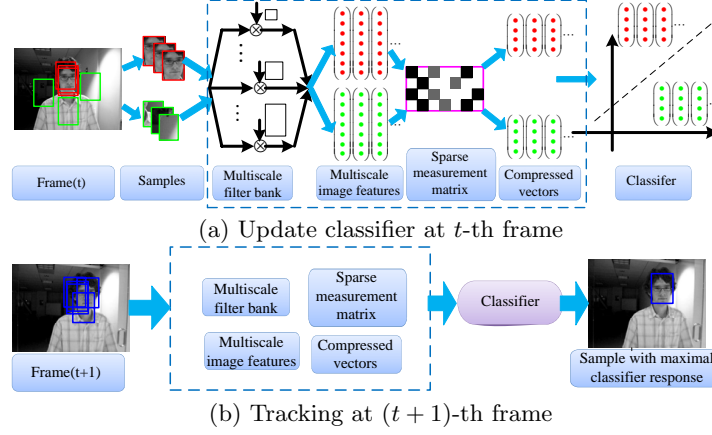 Frame(t)
Samples
Multiscale
filter bank
Multiscale
image features
Sparse
measurement
matrix
Compressed
vectors
Classifer
(a) Update classifier at t-th frame
Frame(t+1)
Multiscale
filter bank
Sparse
measurement
matrix
Multiscale
image features
Compressed
vectors
Classifier
Sample with maximal
classifier response
(b) Tracking at (t + 1)-th frame